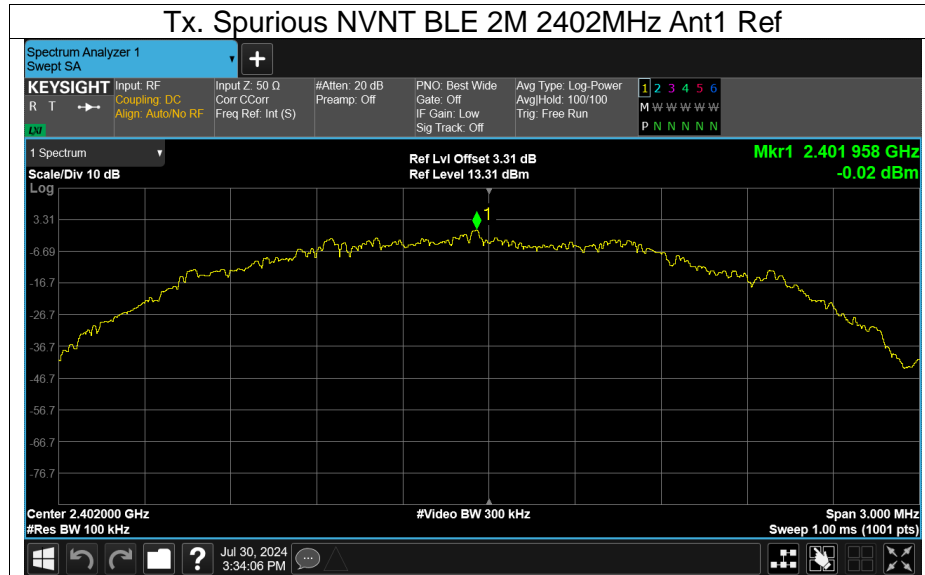 Tx. Spurious NVNT BLE 2M 2402MHz Ant1 Ref
Spectrum Analyzer 1
Swept SA
+
KEYSIGHT
R T
LXI
Input: RF
Coupling: DC
Align: Auto/No RF
Input Z: 50 Ω
Corr CCorr
Freq Ref: Int (S)
#Atten: 20 dB
Preamp: Off
PNO: Best Wide
Gate: Off
IF Gain: Low
Sig Track: Off
Avg Type: Log-Power
Avg|Hold: 100/100
Trig: Free Run
1 2 3 4 5 6
M W W W W W
P N N N N N
1 Spectrum
Scale/Div 10 dB
Ref Lvl Offset 3.31 dB
Ref Level 13.31 dBm
Mkr1 2.401 958 GHz
-0.02 dBm
Log
1
3.31
-6.69
-16.7
-26.7
-36.7
-46.7
-56.7
-66.7
-76.7
Center 2.402000 GHz
#Res BW 100 kHz
#Video BW 300 kHz
Span 3.000 MHz
Sweep 1.00 ms (1001 pts)
?
Jul 30, 2024
3:34:06 PM